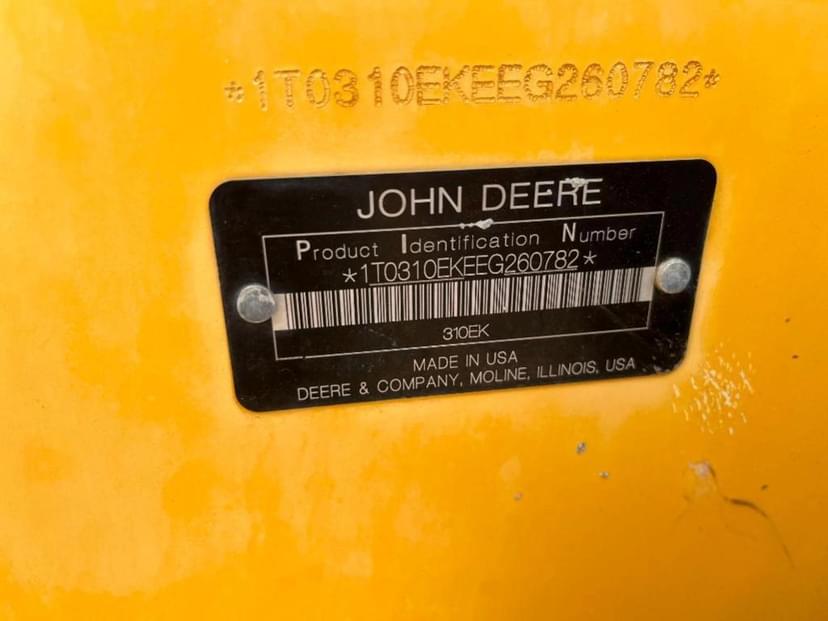 *1T0310EKEEG260782*
JOHN DEERE
Product Identification Number
*1T0310EKEEG260782*
310EK
MADE IN USA
DEERE & COMPANY, MOLINE, ILLINOIS, USA